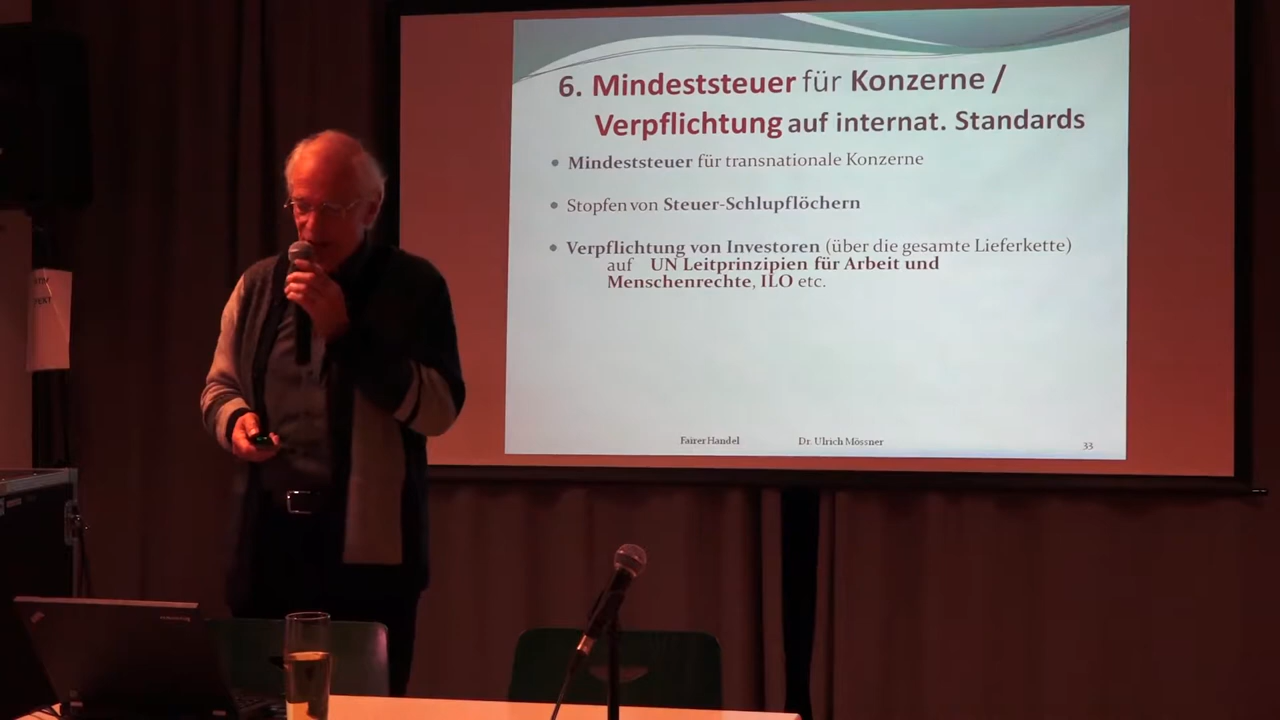 6. Mindeststeuer für Konzerne /
Verpflichtung auf internat. Standards
• Mindeststeuer für transnationale Konzerne
• Stopfen von Steuer-Schlupflöchern
• Verpflichtung von Investoren (über die gesamte Lieferkette)
auf UN Leitprinzipien für Arbeit und
Menschenrechte, ILO etc.
Fairer Handel Dr. Ulrich Mössner 33